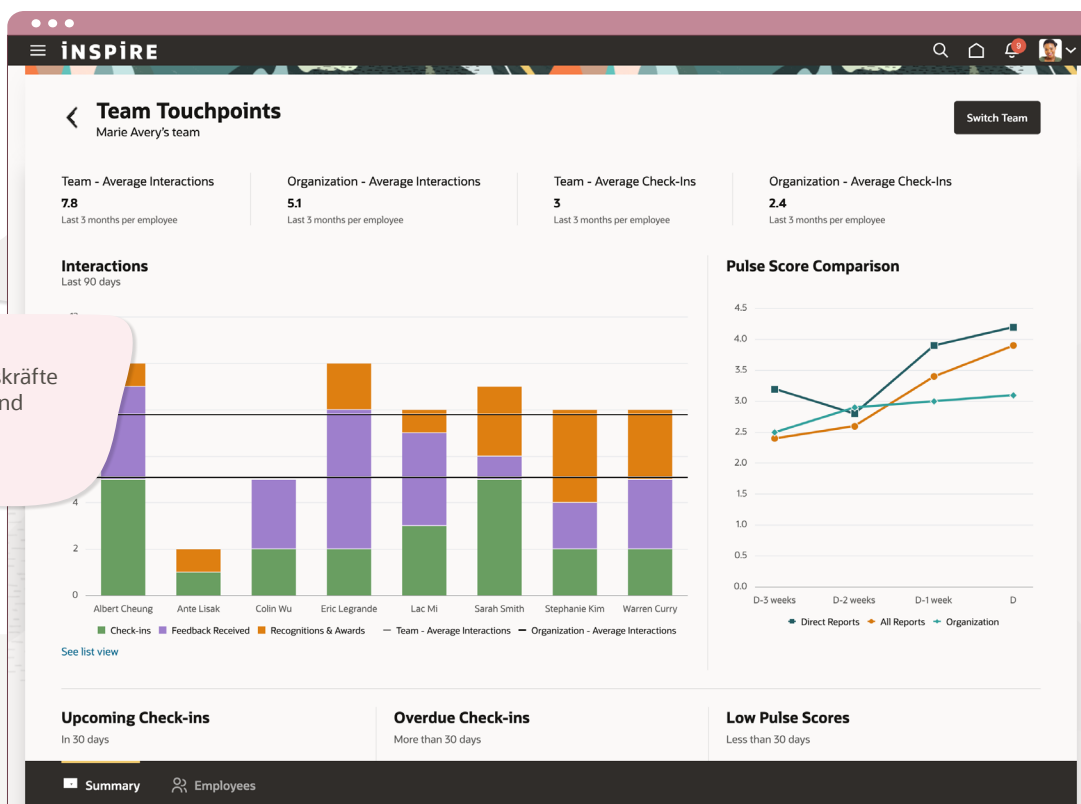 iNSPiRE
9
Team Touchpoints
Marie Avery's team
Switch Team
Team - Average Interactions
7.8
Last 3 months per employee
Organization - Average Interactions
5.1
Last 3 months per employee
Team - Average Check-Ins
3
Last 3 months per employee
Organization - Average Check-Ins
2.4
Last 3 months per employee
Interactions
Last 90 days
4
2
0
Albert Cheung Ante Lisak Colin Wu Eric Legrande Lac Mi Sarah Smith Stephanie Kim Warren Curry
Check-ins Feedback Received Recognitions & Awards Team - Average Interactions Organization - Average Interactions
See list view
Pulse Score Comparison
4.5
4.0
3.5
3.0
2.5
2.0
1.5
1.0
0.5
0.0
D-3 weeks D-2 weeks D-1 week D
Direct Reports All Reports Organization
Upcoming Check-ins
In 30 days
Overdue Check-ins
More than 30 days
Low Pulse Scores
Less than 30 days
Summary Employees